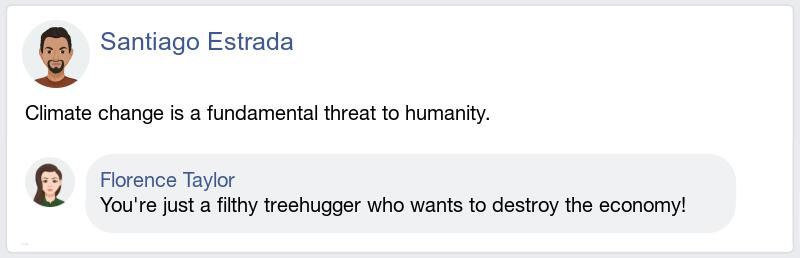 Santiago Estrada
Climate change is a fundamental threat to humanity.
Florence Taylor
You're just a filthy treehugger who wants to destroy the economy!